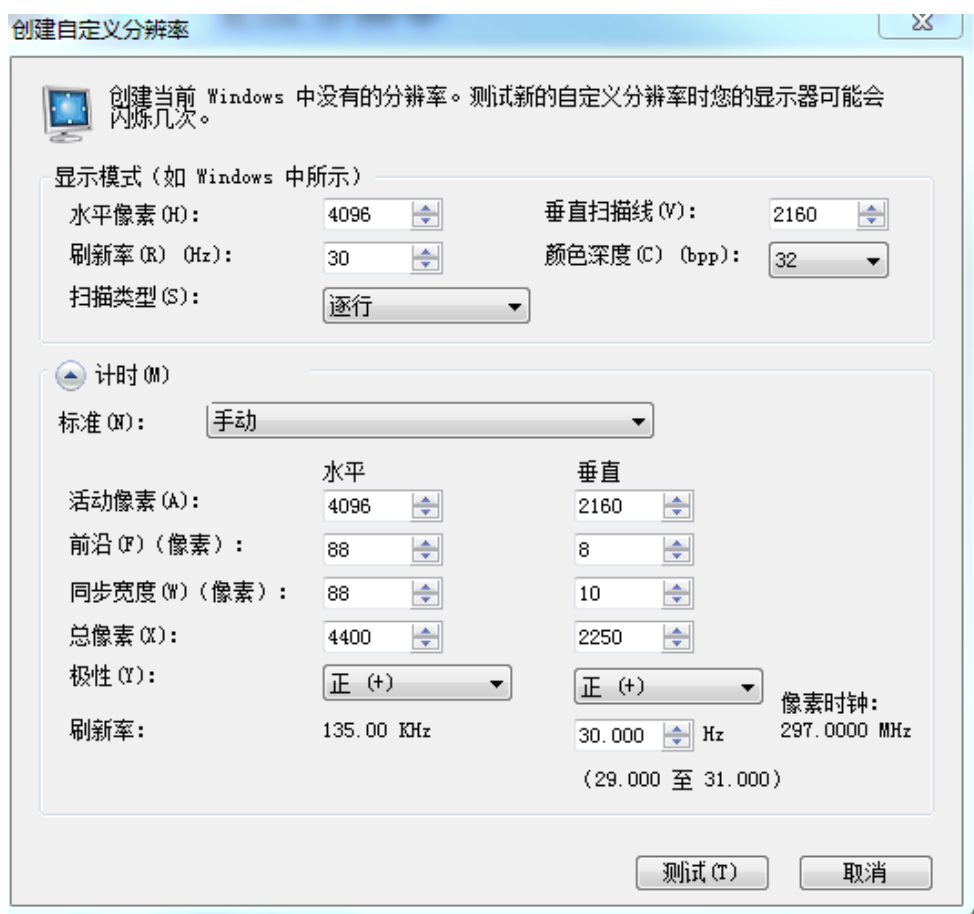 创建自定义分辨率
创建当前 Windows 中没有的分辨率。测试新的自定义分辨率时您的显示器可能会
闪烁几次。
显示模式（如 Windows 中所示）
水平像素(H)： 4096 垂直扫描线(V)： 2160
刷新率(R) (Hz)： 30 颜色深度(C) (bpp)： 32
扫描类型(S)： 逐行
计时(M)
标准(N)： 手动
水平 垂直
活动像素(A)： 4096 2160
前沿(F)（像素）： 88 8
同步宽度(W)（像素）： 88 10
总像素(X)： 4400 2250
极性(Y)： 正 (+) 正 (+) 像素时钟：
刷新率： 135.00 KHz 30.000 Hz 297.0000 MHz
(29.000 至 31.000)
测试(T) 取消